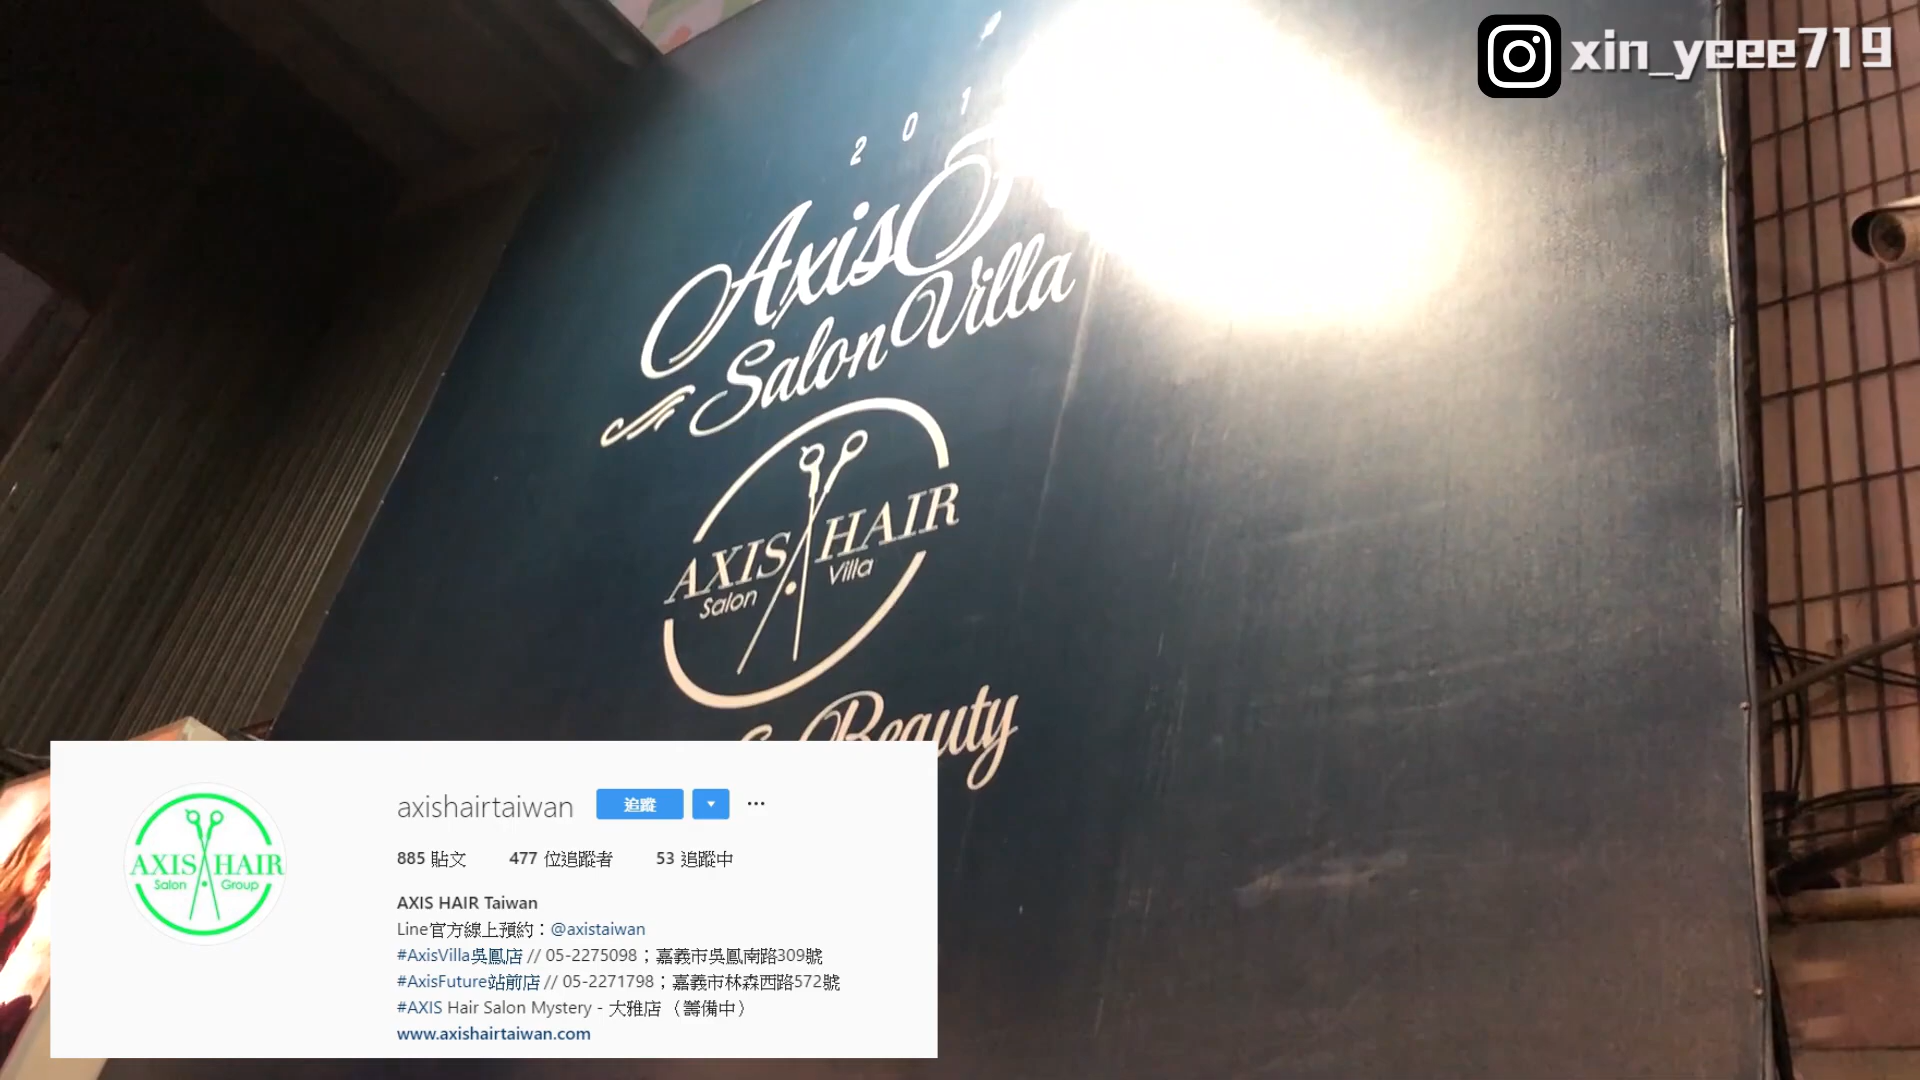 xin_yeee719
2 0 1
Axis
Salon Villa
AXIS HAIR
Salon Villa
Beauty
axishairtaiwan 追蹤
885 貼文 477 位追蹤者 53 追蹤中
AXIS HAIR
Salon Group
AXIS HAIR Taiwan
Line官方線上預約：@axistaiwan
#AxisVilla吳鳳店 // 05-2275098；嘉義市吳鳳南路309號
#AxisFuture站前店 // 05-2271798；嘉義市林森西路572號
#AXIS Hair Salon Mystery - 大雅店 （籌備中）
www.axishairtaiwan.com